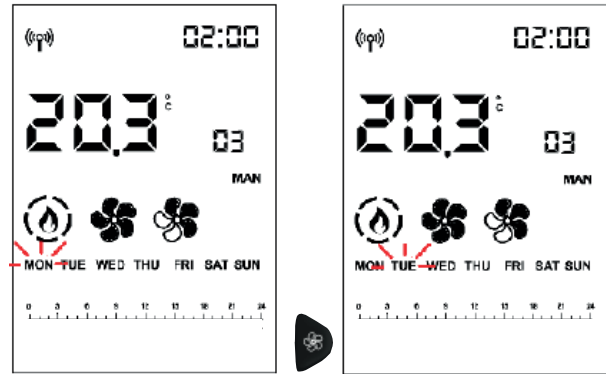 02:00
20.3 °C
03
MAN
MON TUE WED THU FRI SAT SUN
0 3 6 9 12 15 18 21 24
02:00
20.3 °C
03
MAN
MON TUE WED THU FRI SAT SUN
0 3 6 9 12 15 18 21 24